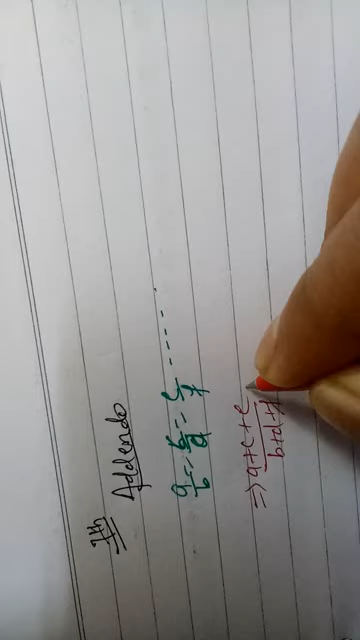 7th
Addendo
a/b = c/d = e/f - - - - -
⇒ a+c+e / b+d+f